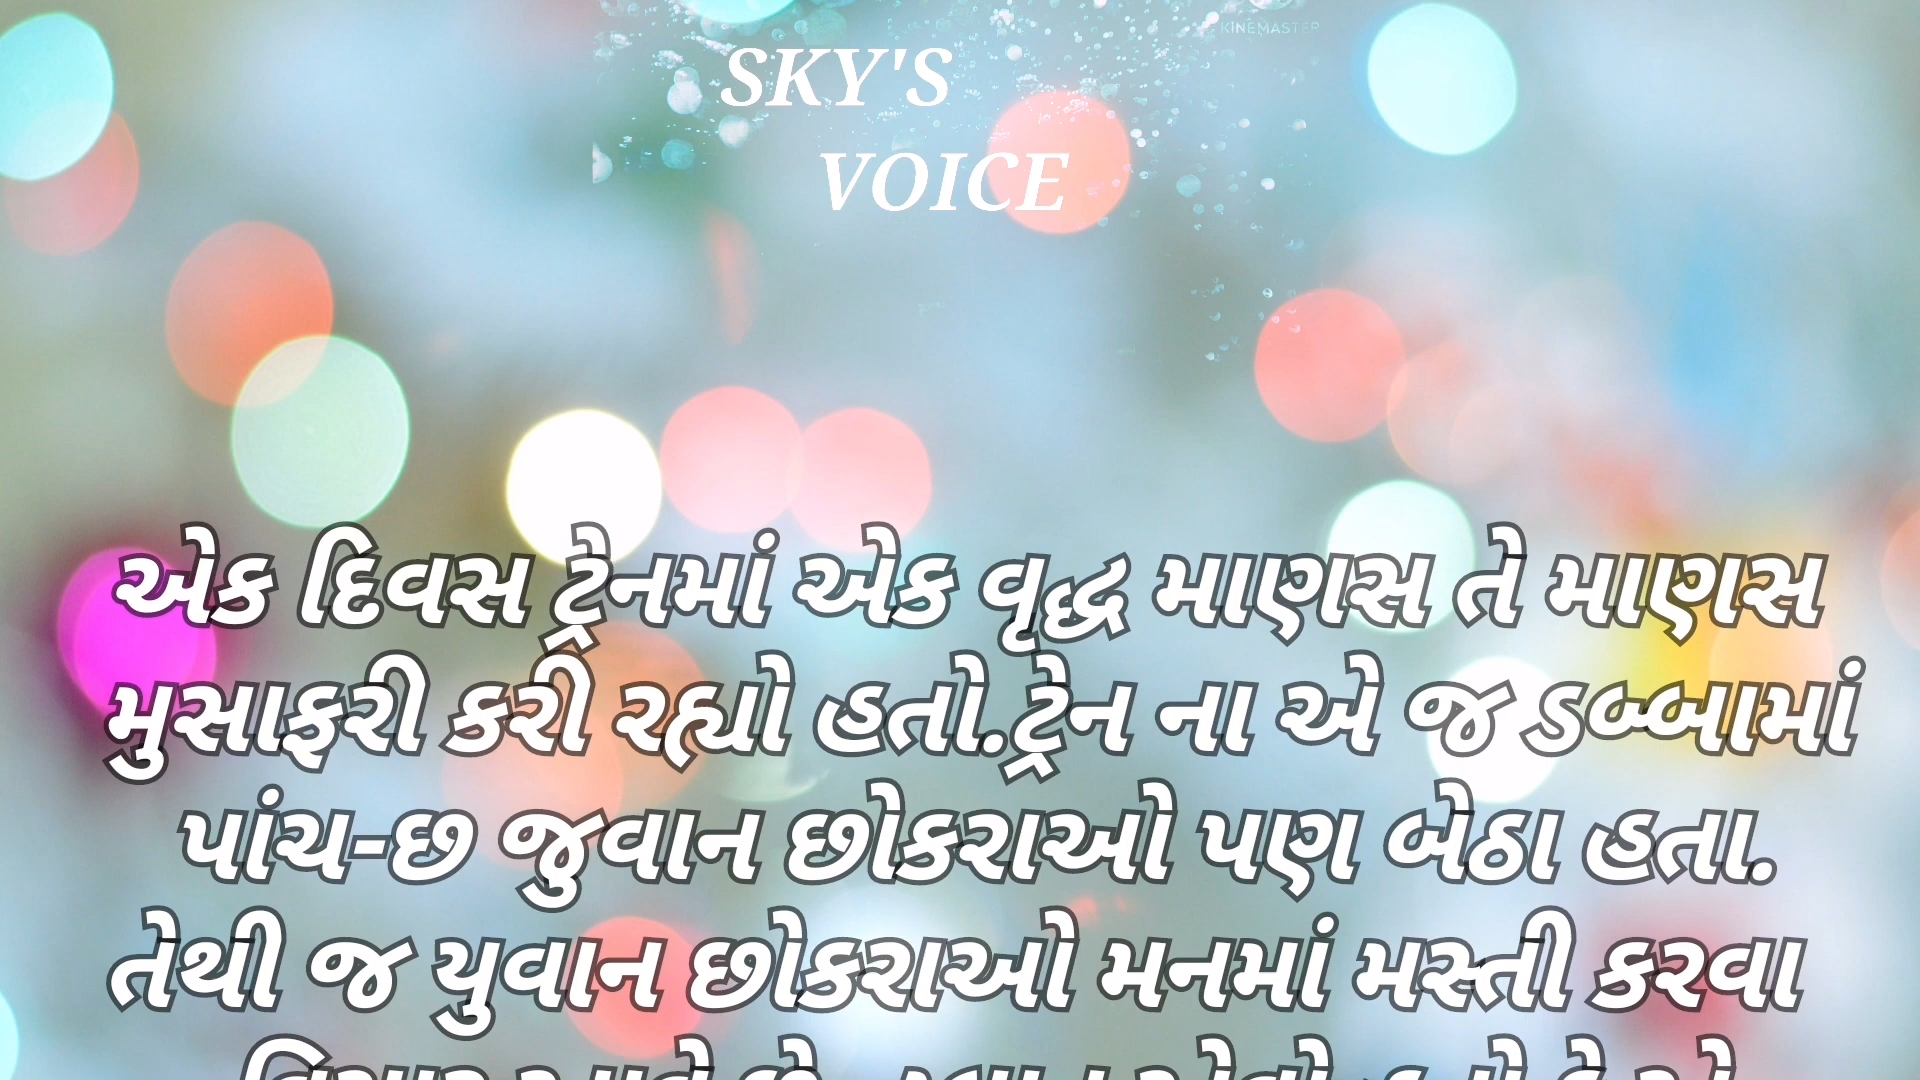 KINEMASTER
SKY'S
VOICE
એક દિવસ ટ્રેનમાં એક વૃદ્ધ માણસ તે માણસ
મુસાફરી કરી રહ્યો હતો.ટ્રેન ના એ જ ડબ્બામાં
પાંચ-છ જુવાન છોકરાઓ પણ બેઠા હતા.
તેથી જ યુવાન છોકરાઓ મનમાં મસ્તી કરવા